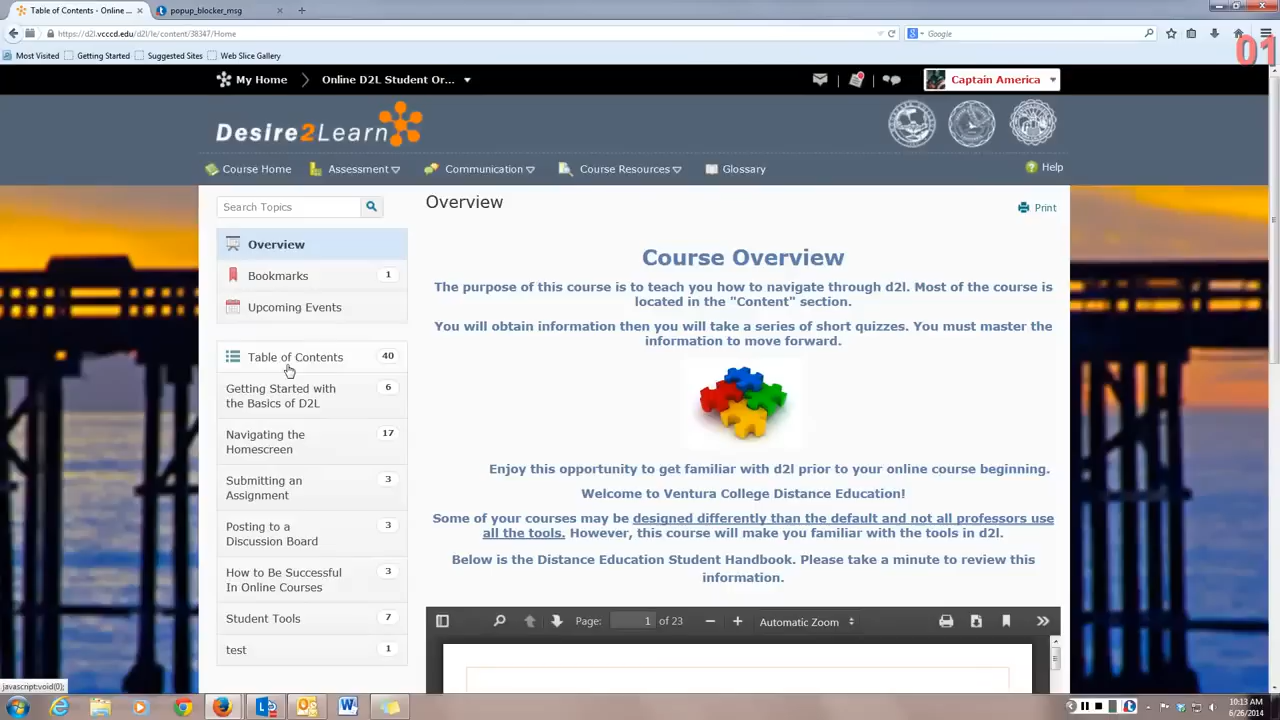 Table of Contents - Online ... × popup_blocker_msg × +
https://d2l.vcccd.edu/d2l/le/content/38347/Home Google
Most Visited Getting Started Suggested Sites Web Slice Gallery
01
My Home Online D2L Student Or... Captain America
Desire2Learn
Course Home Assessment Communication Course Resources Glossary Help
Search Topics
Overview
Bookmarks 1
Upcoming Events
Table of Contents 40
Getting Started with 6
the Basics of D2L
Navigating the 17
Homescreen
Submitting an 3
Assignment
Posting to a 3
Discussion Board
How to Be Successful 3
In Online Courses
Student Tools 7
test 1
Overview
Print
Course Overview
The purpose of this course is to teach you how to navigate through d2l. Most of the course is
located in the "Content" section.
You will obtain information then you will take a series of short quizzes. You must master the
information to move forward.
Enjoy this opportunity to get familiar with d2l prior to your online course beginning.
Welcome to Ventura College Distance Education!
Some of your courses may be designed differently than the default and not all professors use
all the tools. However, this course will make you familiar with the tools in d2l.
Below is the Distance Education Student Handbook. Please take a minute to review this
information.
Page: 1 of 23 Automatic Zoom
javascript:void(0);
10:13 AM
6/26/2014